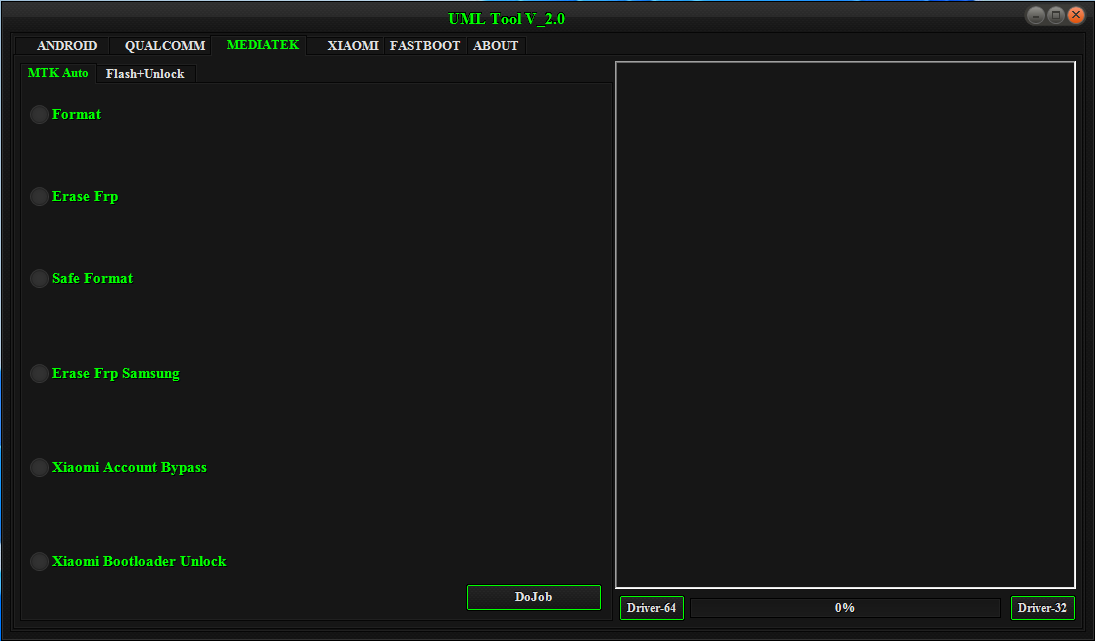 UML Tool V_2.0
ANDROID QUALCOMM MEDIATEK XIAOMI FASTBOOT ABOUT
MTK Auto Flash+Unlock
Format
Erase Frp
Safe Format
Erase Frp Samsung
Xiaomi Account Bypass
Xiaomi Bootloader Unlock
DoJob
Driver-64 0% Driver-32